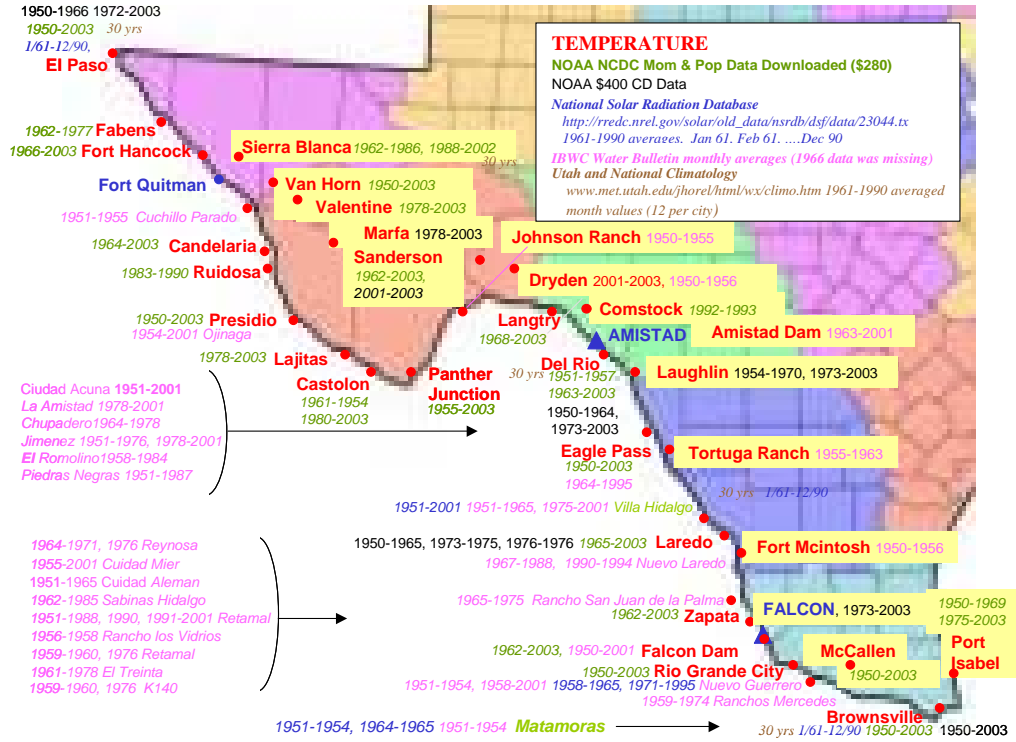 1950-1966 1972-2003
1950-2003 30 yrs
1/61-12/90,
El Paso
TEMPERATURE
NOAA NCDC Mom & Pop Data Downloaded ($280)
NOAA $400 CD Data
National Solar Radiation Database
http://rredc.nrel.gov/solar/old_data/nsrdb/dsf/data/23044.tx
1961-1990 averages. Jan 61. Feb 61. ....Dec 90
IBWC Water Bulletin monthly averages (1966 data was missing)
Utah and National Climatology
www.met.utah.edu/jhorel/html/wx/climo.htm 1961-1990 averaged
month values (12 per city)
1962-1977 Fabens
1966-2003 Fort Hancock
Sierra Blanca 1962-1986, 1988-2002
30 yrs
Fort Quitman
Van Horn 1950-2003
Valentine 1978-2003
1951-1955 Cuchillo Parado
Marfa 1978-2003
Johnson Ranch 1950-1955
1964-2003 Candelaria
Sanderson
1962-2003,
2001-2003
1983-1990 Ruidosa
Dryden 2001-2003, 1950-1956
Comstock 1992-1993
1950-2003 Presidio
1954-2001 Ojinaga
Langtry
1968-2003
AMISTAD
Amistad Dam 1963-2001
1978-2003 Lajitas
Castolon
1961-1954
1980-2003
Panther
Junction
1955-2003
Del Rio
30 yrs 1951-1957
1963-2003
1950-1964,
1973-2003
Laughlin 1954-1970, 1973-2003
Ciudad Acuna 1951-2001
La Amistad 1978-2001
Chupadero1964-1978
Jimenez 1951-1976, 1978-2001
El Romolino1958-1984
Piedras Negras 1951-1987
Eagle Pass
1950-2003
1964-1995
Tortuga Ranch 1955-1963
30 yrs 1/61-12/90
1951-2001 1951-1965, 1975-2001 Villa Hidalgo
1950-1965, 1973-1975, 1976-1976 1965-2003 Laredo
1967-1988, 1990-1994 Nuevo Laredo
Fort Mcintosh 1950-1956
1964-1971, 1976 Reynosa
1955-2001 Cuidad Mier
1951-1965 Cuidad Aleman
1962-1985 Sabinas Hidalgo
1951-1988, 1990, 1991-2001 Retamal
1956-1958 Rancho los Vidrios
1959-1960, 1976 Retamal
1961-1978 El Treinta
1959-1960, 1976 K140
1965-1975 Rancho San Juan de la Palma
1962-2003 Zapata
FALCON, 1973-2003
1950-1969
1975-2003
Port
Isabel
1962-2003, 1950-2001 Falcon Dam
McCallen
1950-2003
1950-2003 Rio Grande City
1951-1954, 1958-2001 1958-1965, 1971-1995 Nuevo Guerrero
1959-1974 Ranchos Mercedes
Brownsville
1951-1954, 1964-1965 1951-1954 Matamoras
30 yrs 1/61-12/90 1950-2003 1950-2003